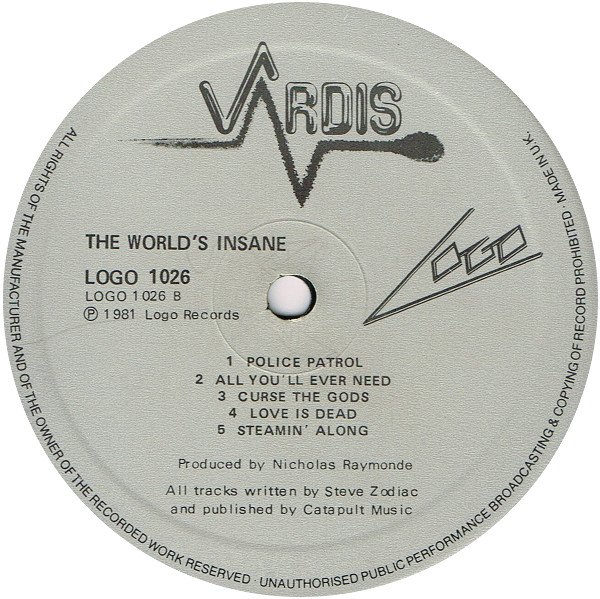 VARDIS
THE WORLD'S INSANE
LOGO 1026
LOGO 1026 B
℗ 1981 Logo Records
LOGO
1 POLICE PATROL
2 ALL YOU'LL EVER NEED
3 CURSE THE GODS
4 LOVE IS DEAD
5 STEAMIN' ALONG
Produced by Nicholas Raymonde
All tracks written by Steve Zodiac
and published by Catapult Music
ALL RIGHTS OF THE MANUFACTURER AND OF THE OWNER OF THE RECORDED WORK RESERVED · UNAUTHORISED PUBLIC PERFORMANCE BROADCASTING & COPYING OF RECORD PROHIBITED · MADE IN U.K.